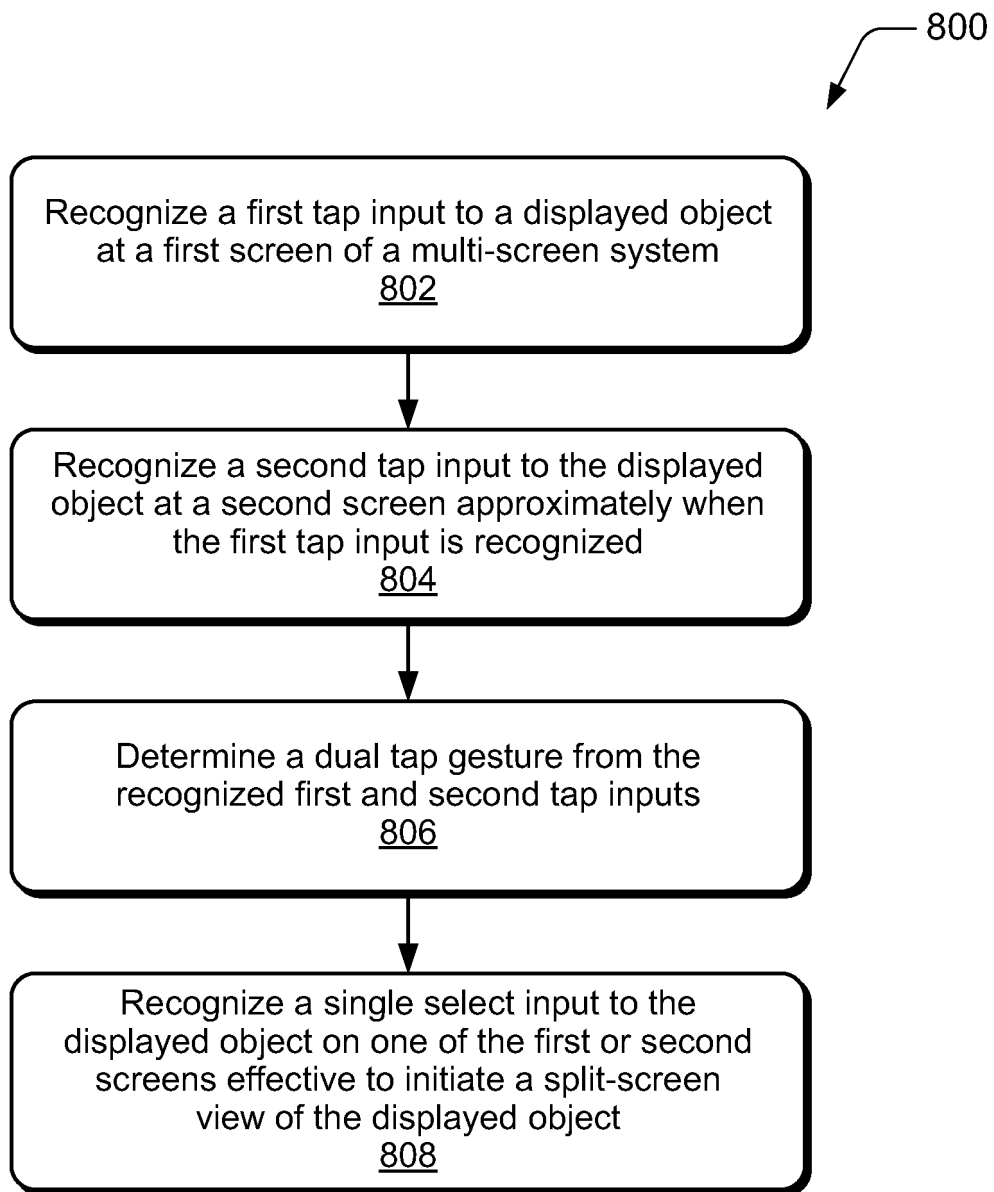 800
Recognize a first tap input to a displayed object
at a first screen of a multi-screen system
802
Recognize a second tap input to the displayed
object at a second screen approximately when
the first tap input is recognized
804
Determine a dual tap gesture from the
recognized first and second tap inputs
806
Recognize a single select input to the
displayed object on one of the first or second
screens effective to initiate a split-screen
view of the displayed object
808